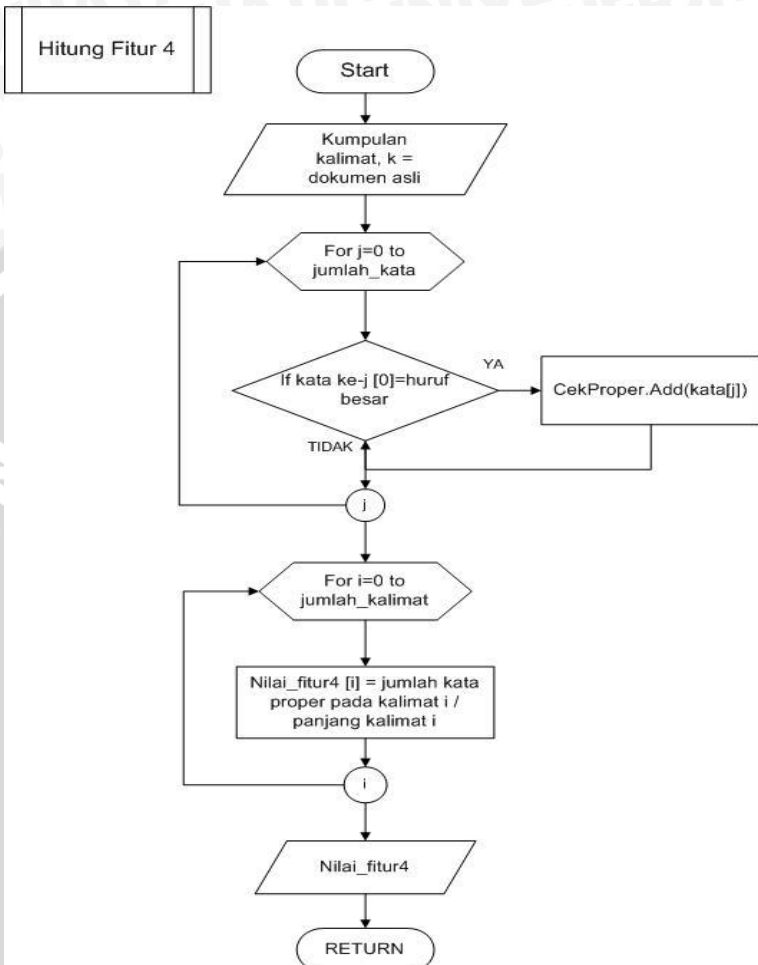 Hitung Fitur 4
Start
Kumpulan
kalimat, k =
dokumen asli
For j=0 to
jumlah_kata
If kata ke-j [0]=huruf
besar
YA
CekProper.Add(kata[j])
TIDAK
j
For i=0 to
jumlah_kalimat
Nilai_fitur4 [i] = jumlah kata
proper pada kalimat i /
panjang kalimat i
i
Nilai_fitur4
RETURN